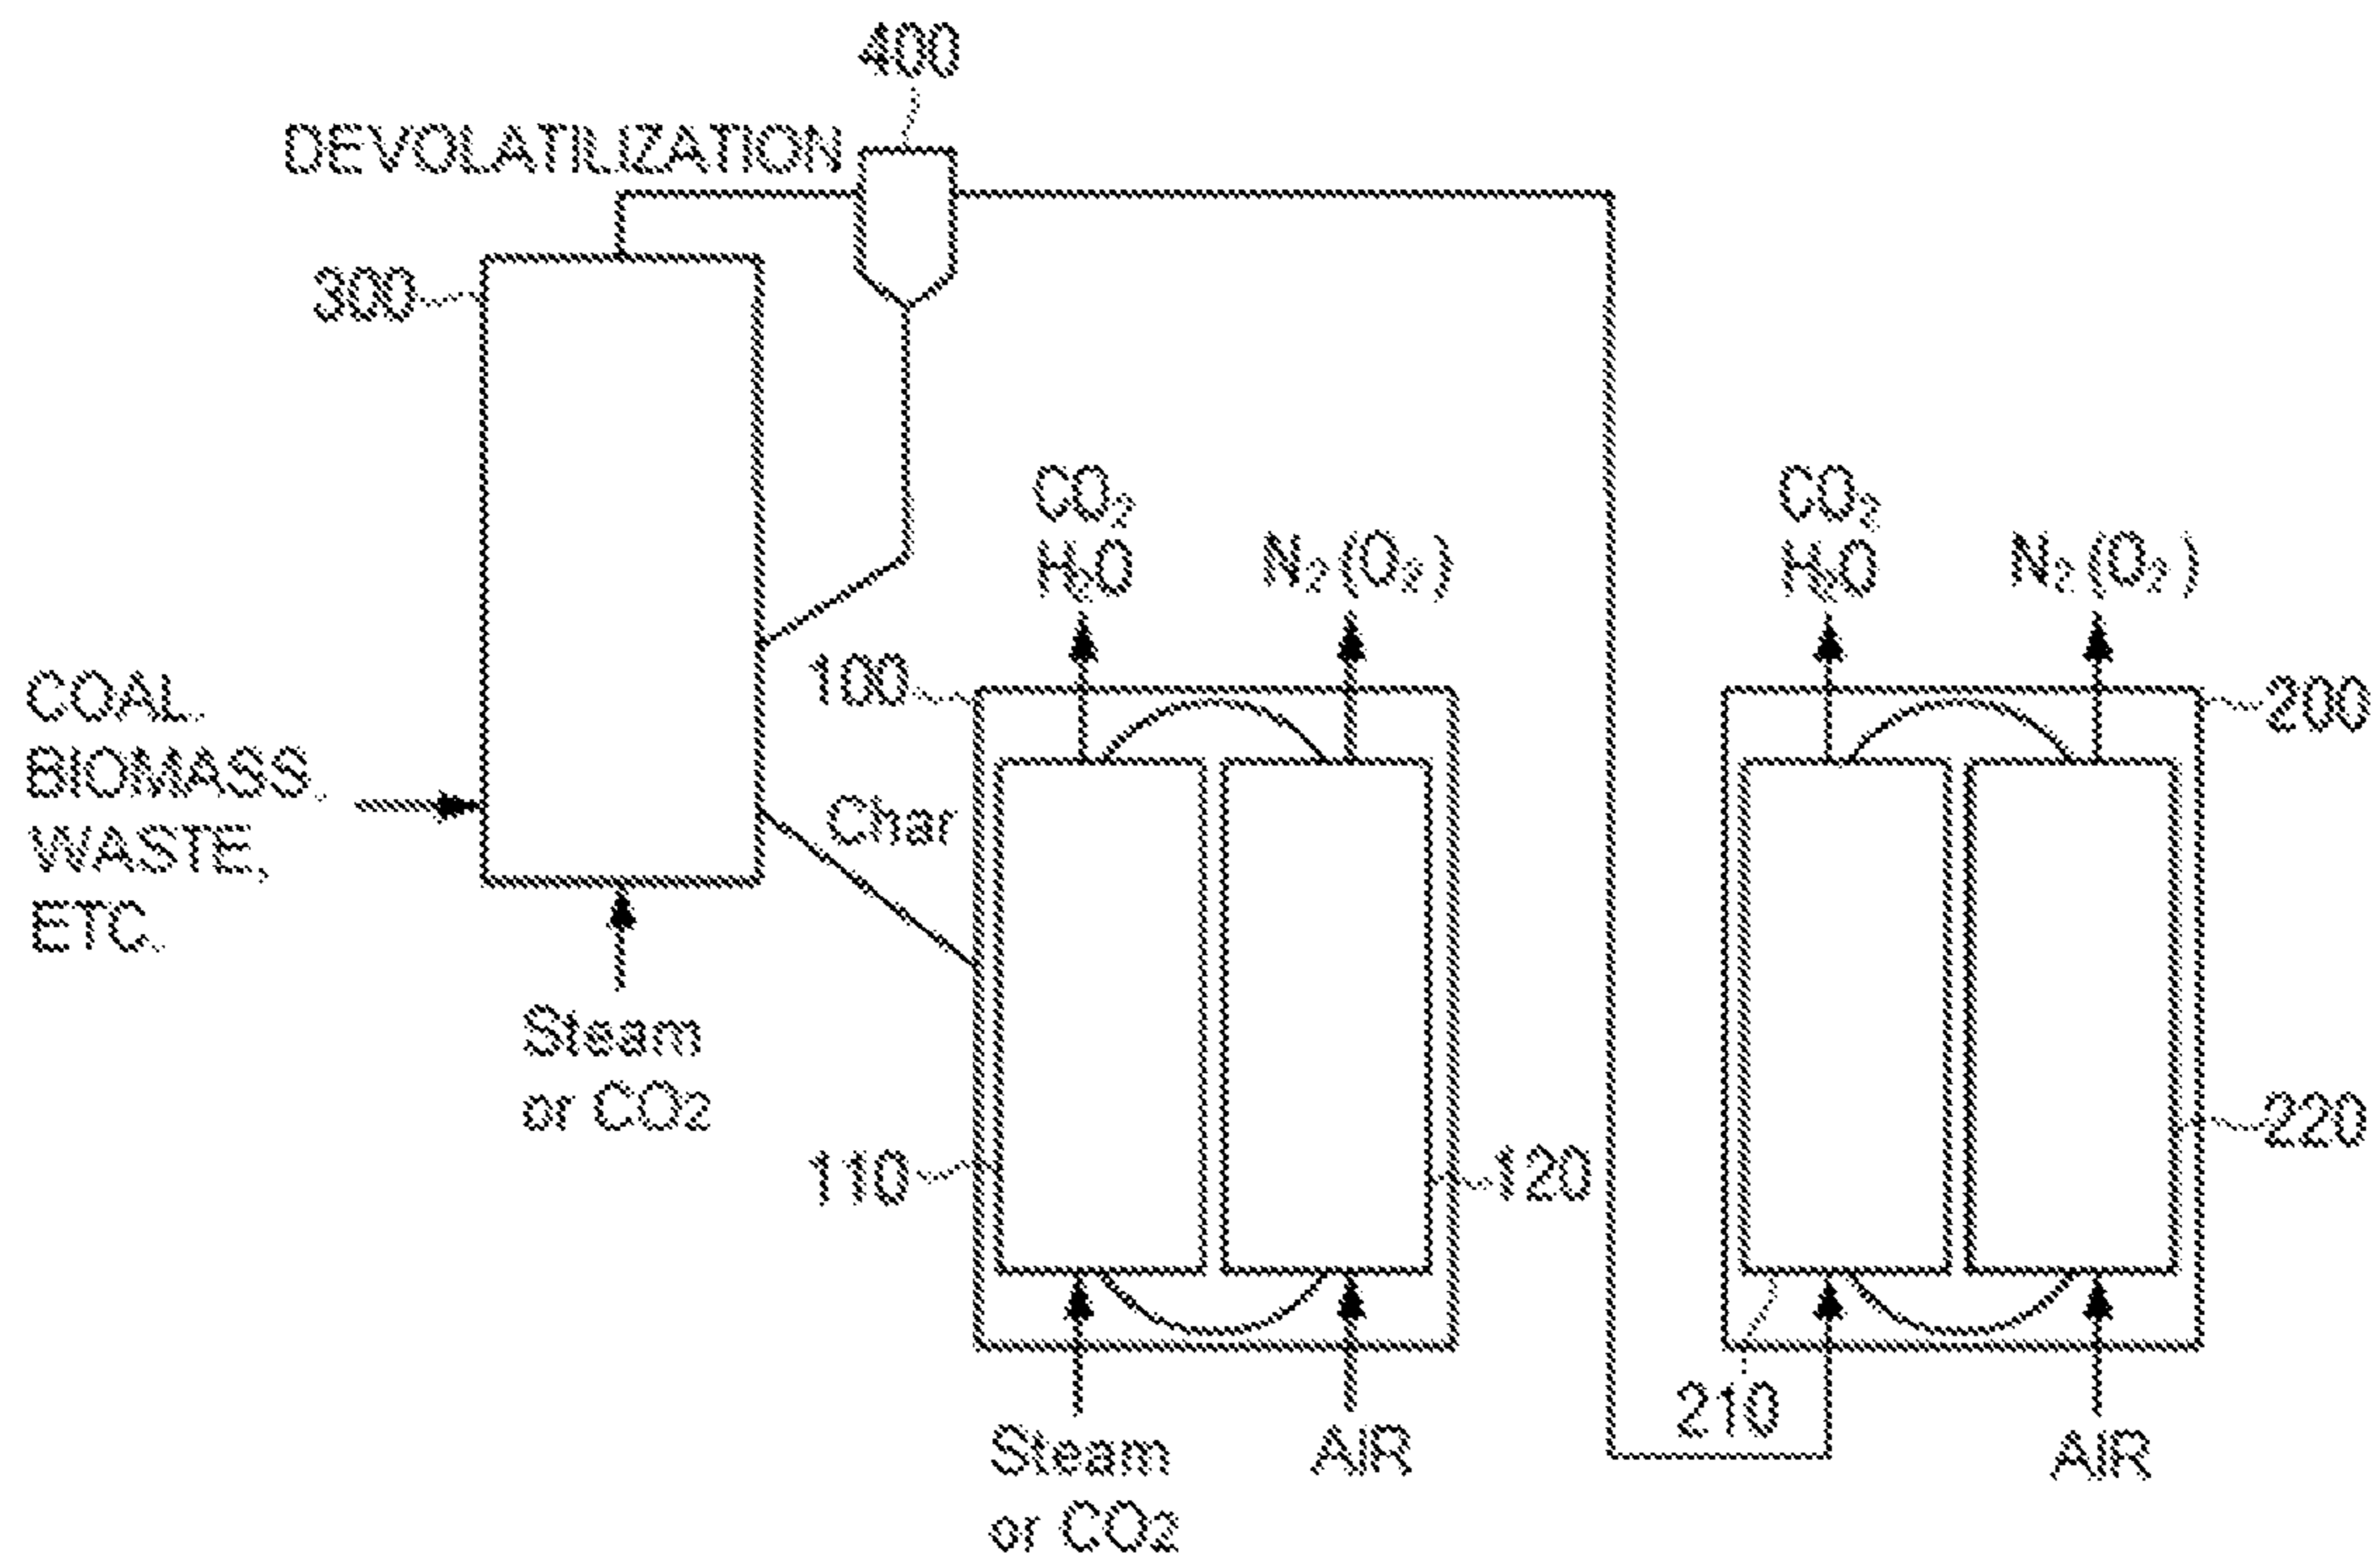 400
DEVOLATILIZATION
300
CO2
H2O
N2(O2)
CO2
H2O
N2(O2)
100
200
COAL,
BIOMASS,
WASTE,
ETC.
Char
Steam
or CO2
110
120
220
210
Steam
or CO2
AIR
AIR